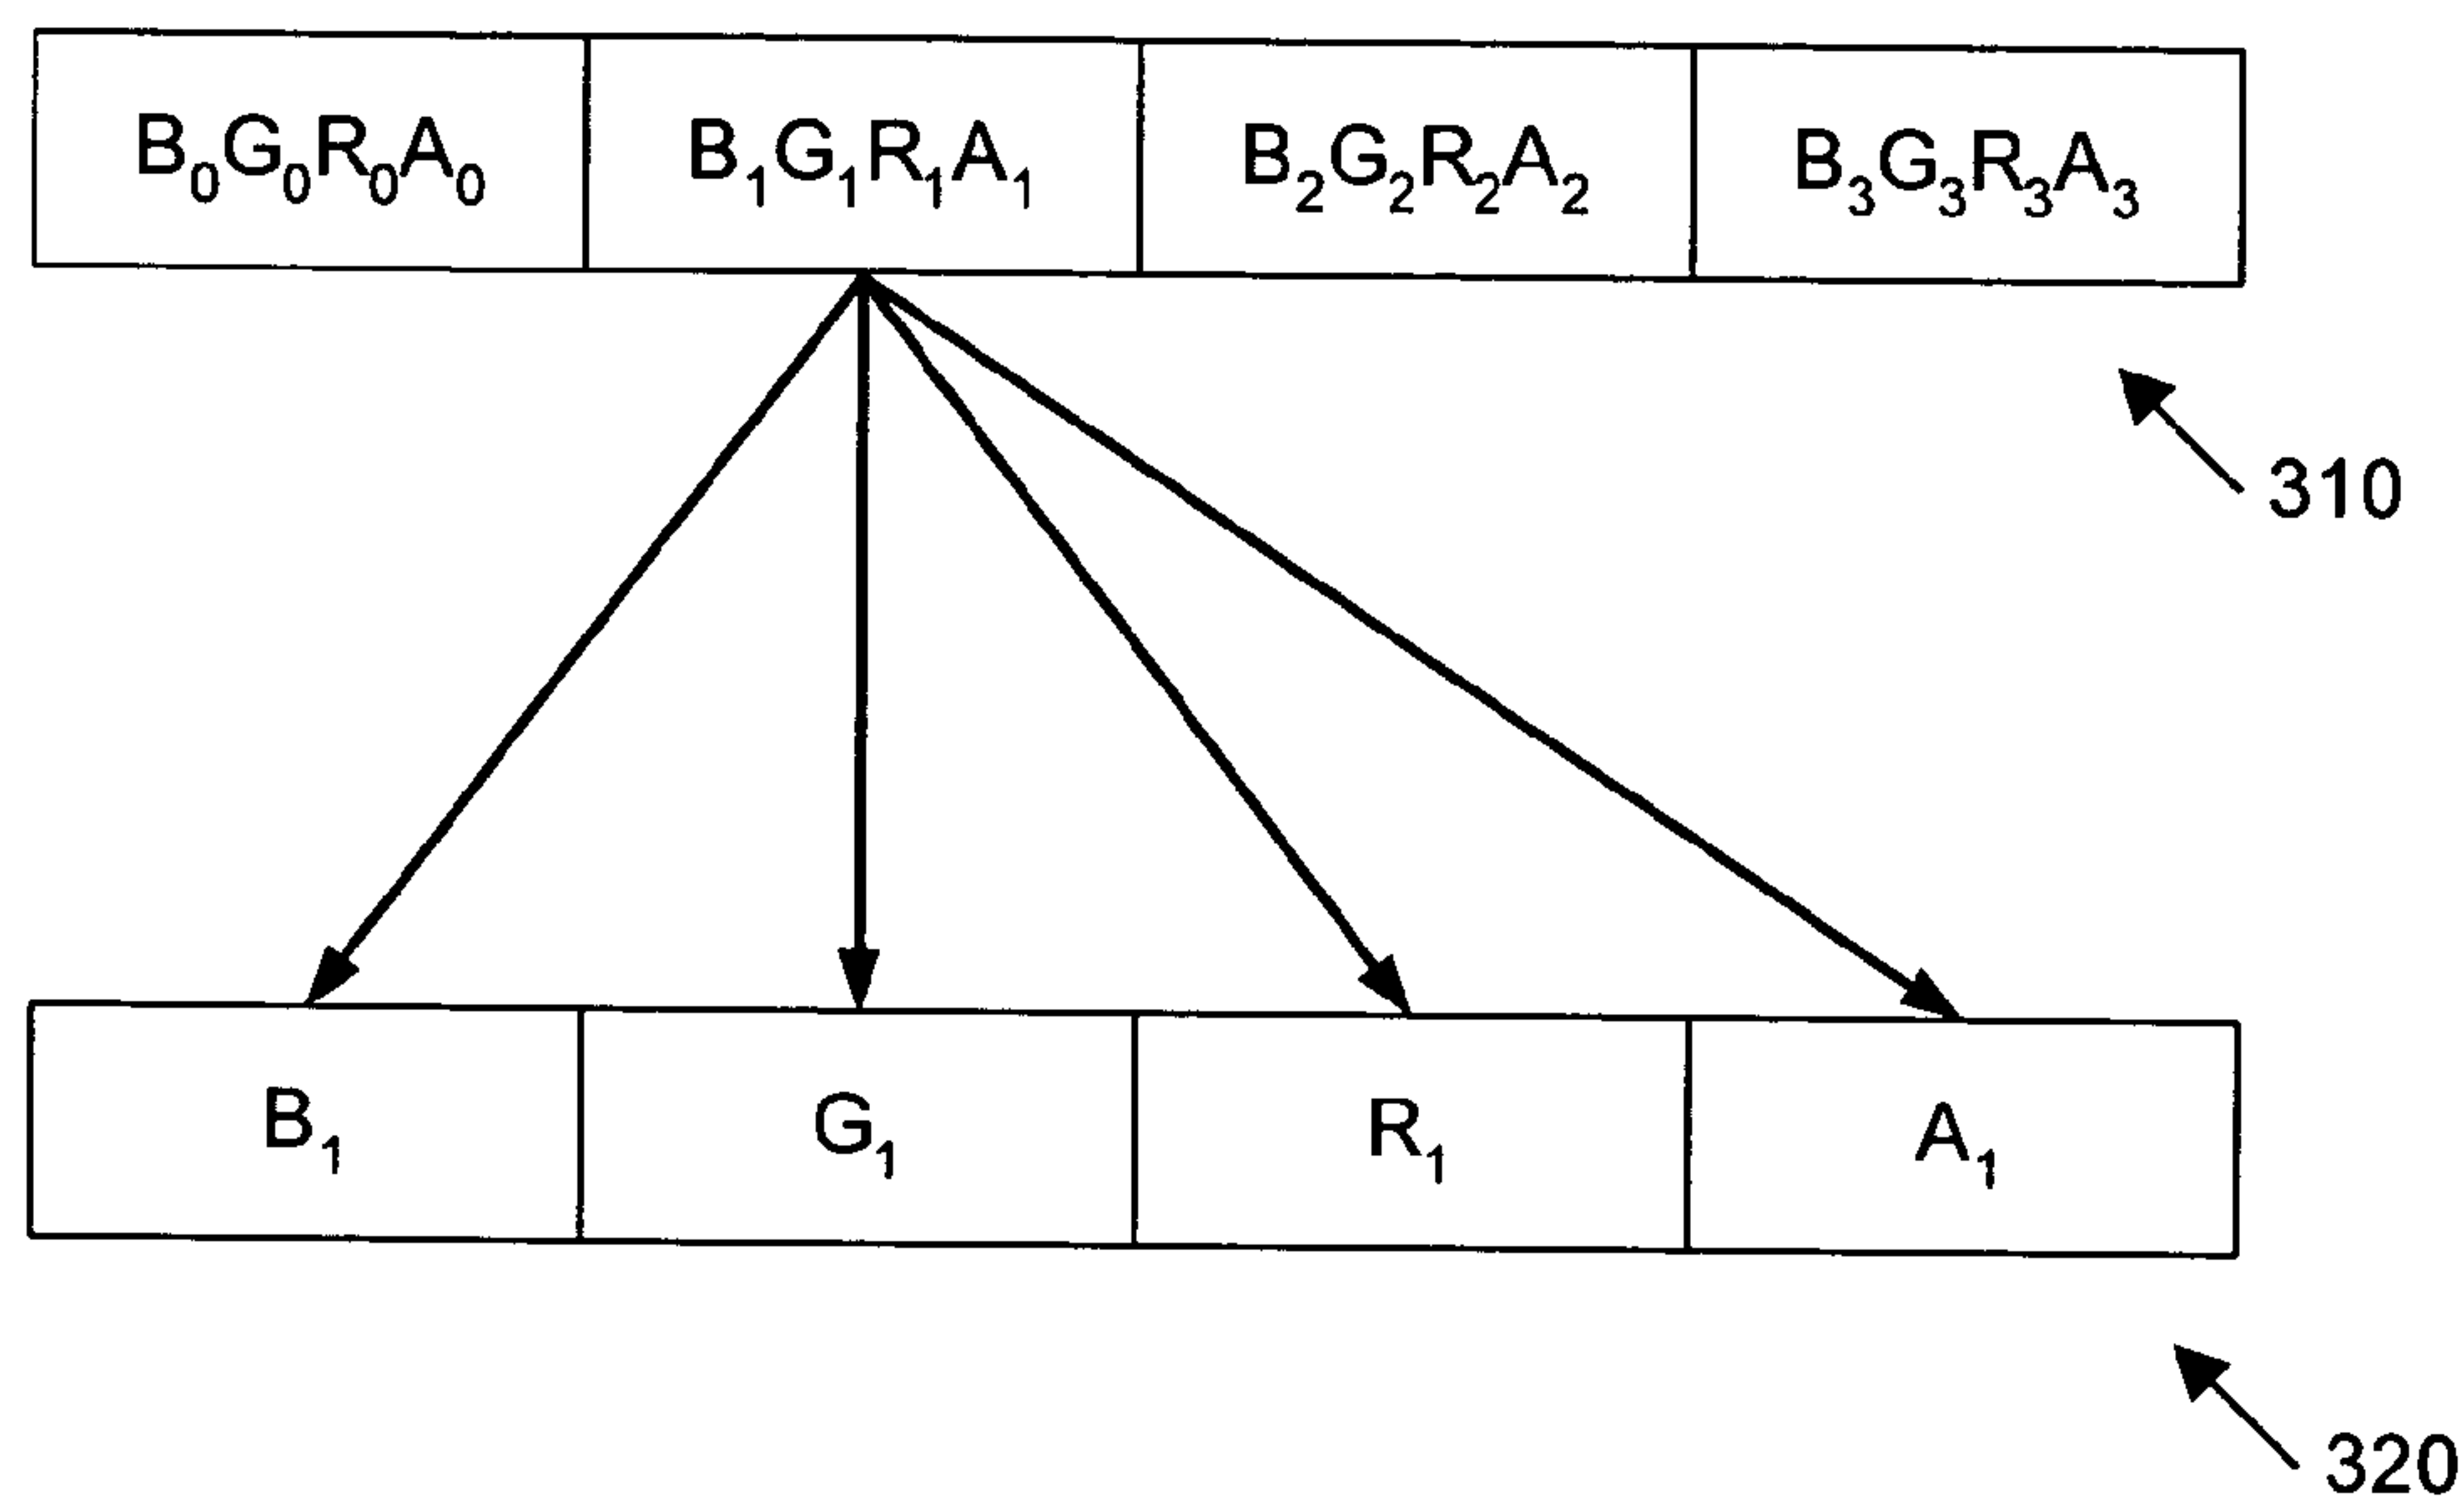 B₀G₀R₀A₀ B₁G₁R₁A₁ B₂G₂R₂A₂ B₃G₃R₃A₃
310
B₁ G₁ R₁ A₁
320